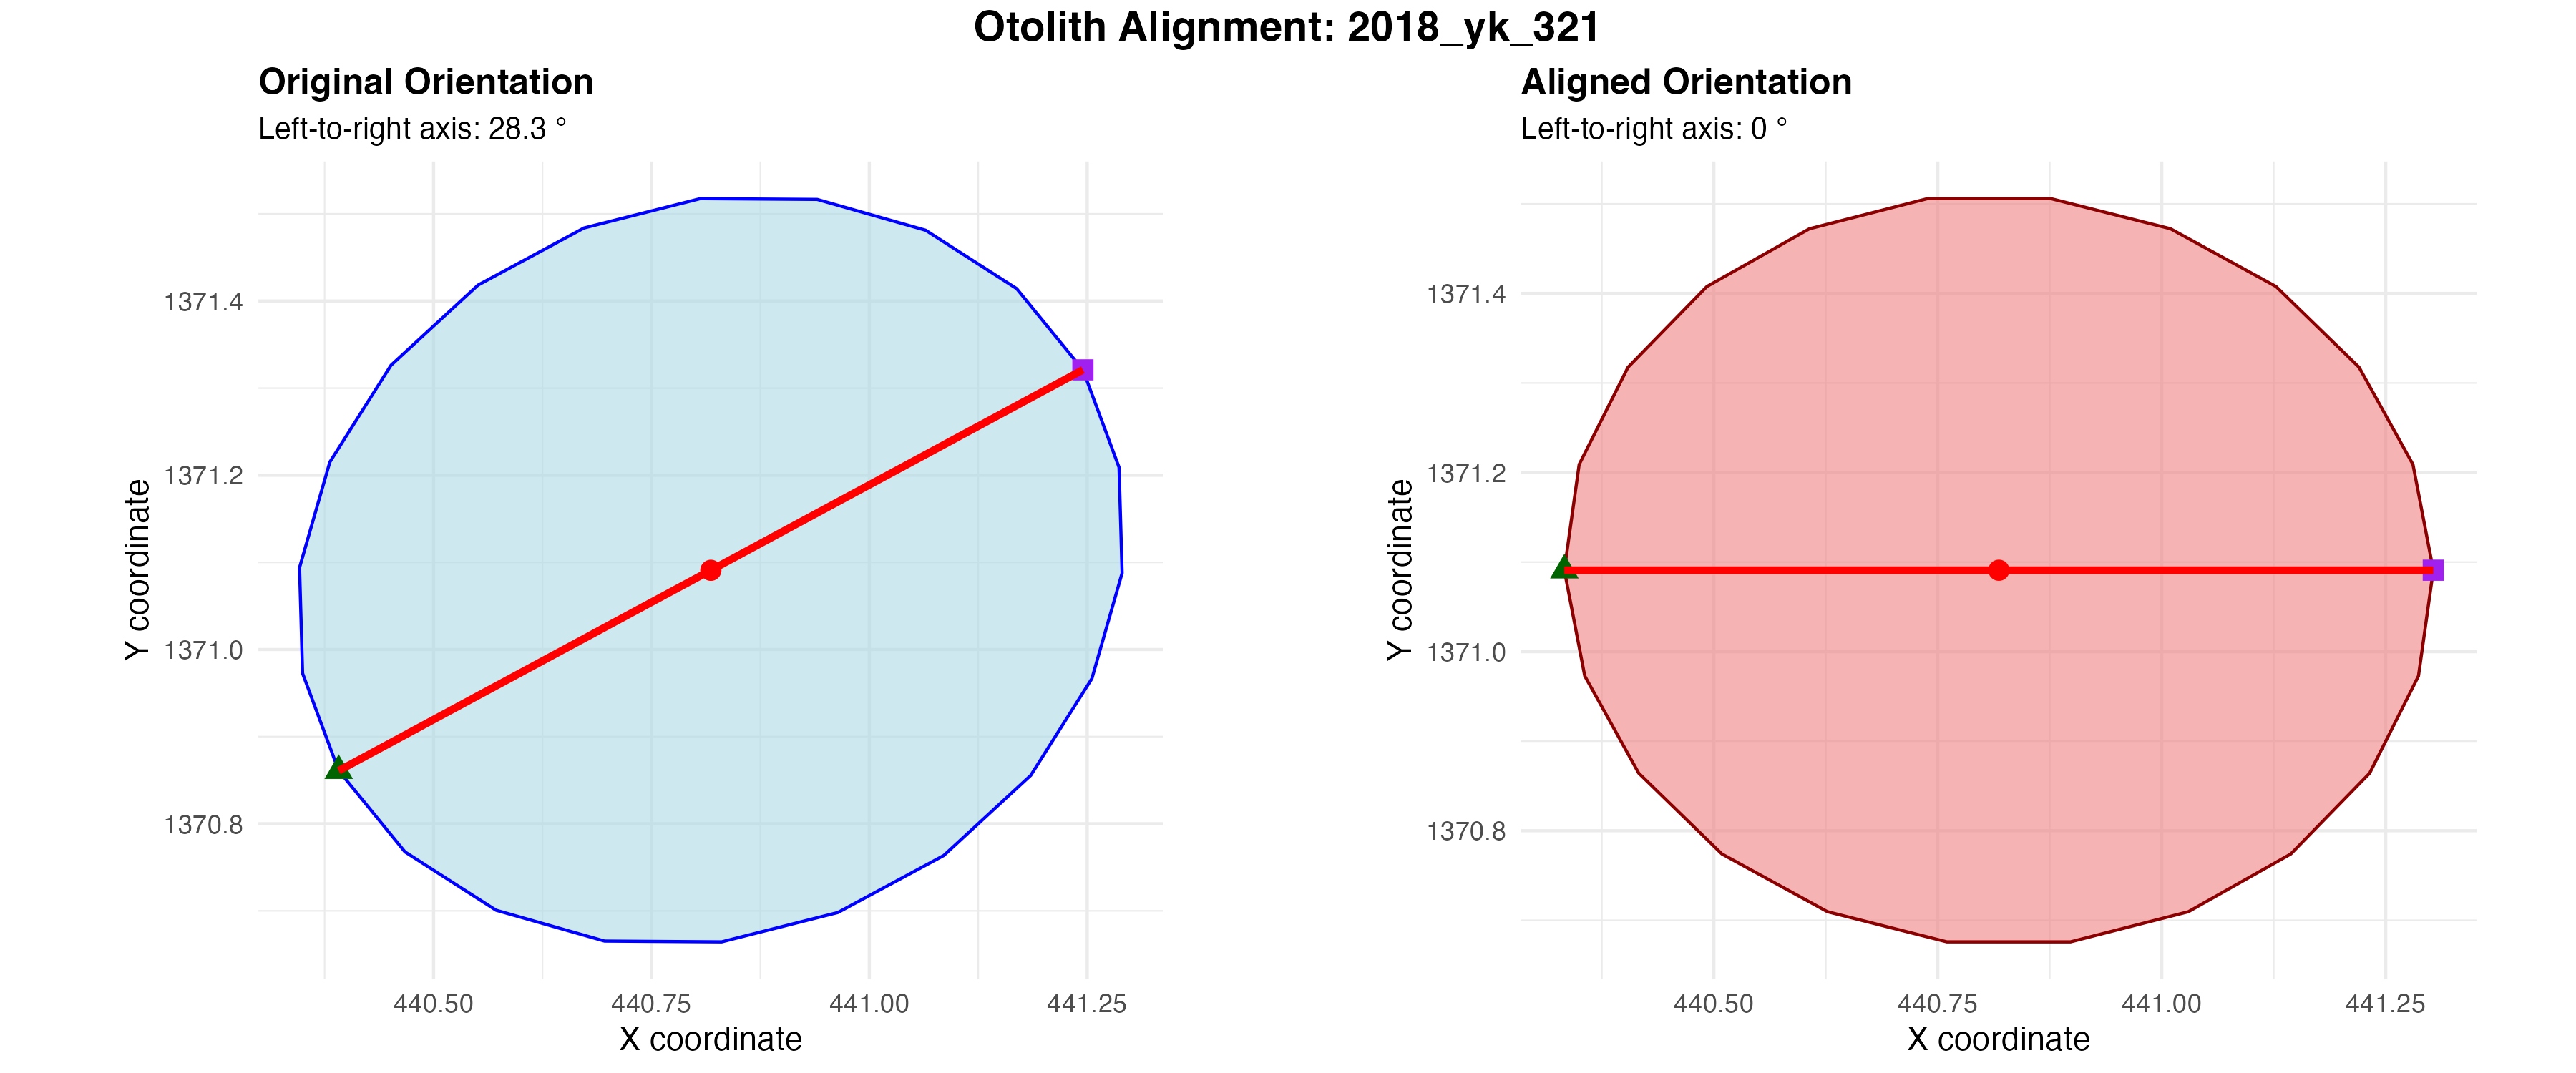 Otolith Alignment: 2018_yk_321
Original Orientation
Left-to-right axis: 28.3 °
1371.4
1371.2
1371.0
1370.8
Y coordinate
440.50 440.75 441.00 441.25
X coordinate
Aligned Orientation
Left-to-right axis: 0 °
1371.4
1371.2
1371.0
1370.8
Y coordinate
440.50 440.75 441.00 441.25
X coordinate